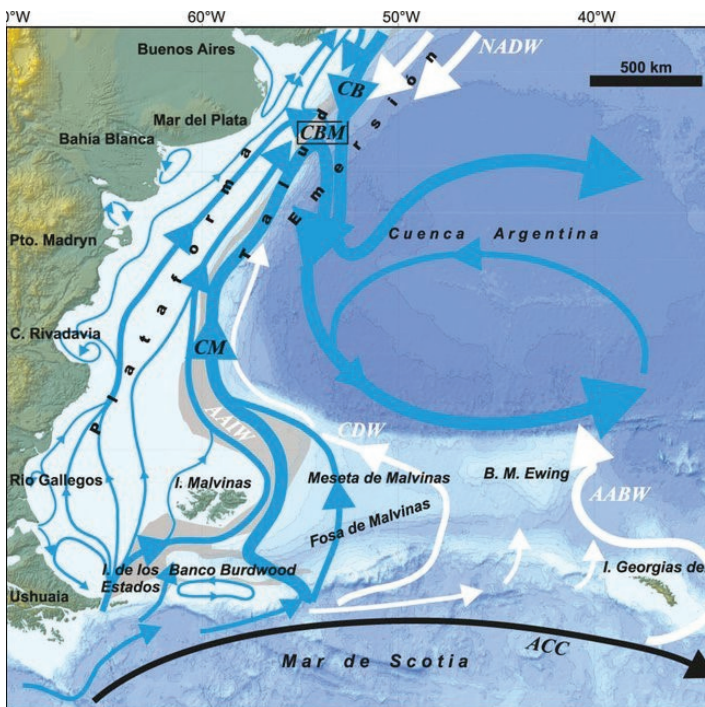 0°W 60°W 50°W 40°W
Buenos Aires
NADW
500 km
CB
Mar del Plata
CBM
Bahía Blanca
Plataforma
Talud
Emersión
Pto. Madryn
Cuenca Argentina
C. Rivadavia
CM
AAIW
CDW
Río Gallegos
I. Malvinas
Meseta de Malvinas
B. M. Ewing
AABW
Fosa de Malvinas
I. de los
Estados
Banco Burdwood
I. Georgias de
Ushuaia
ACC
Mar de Scotia